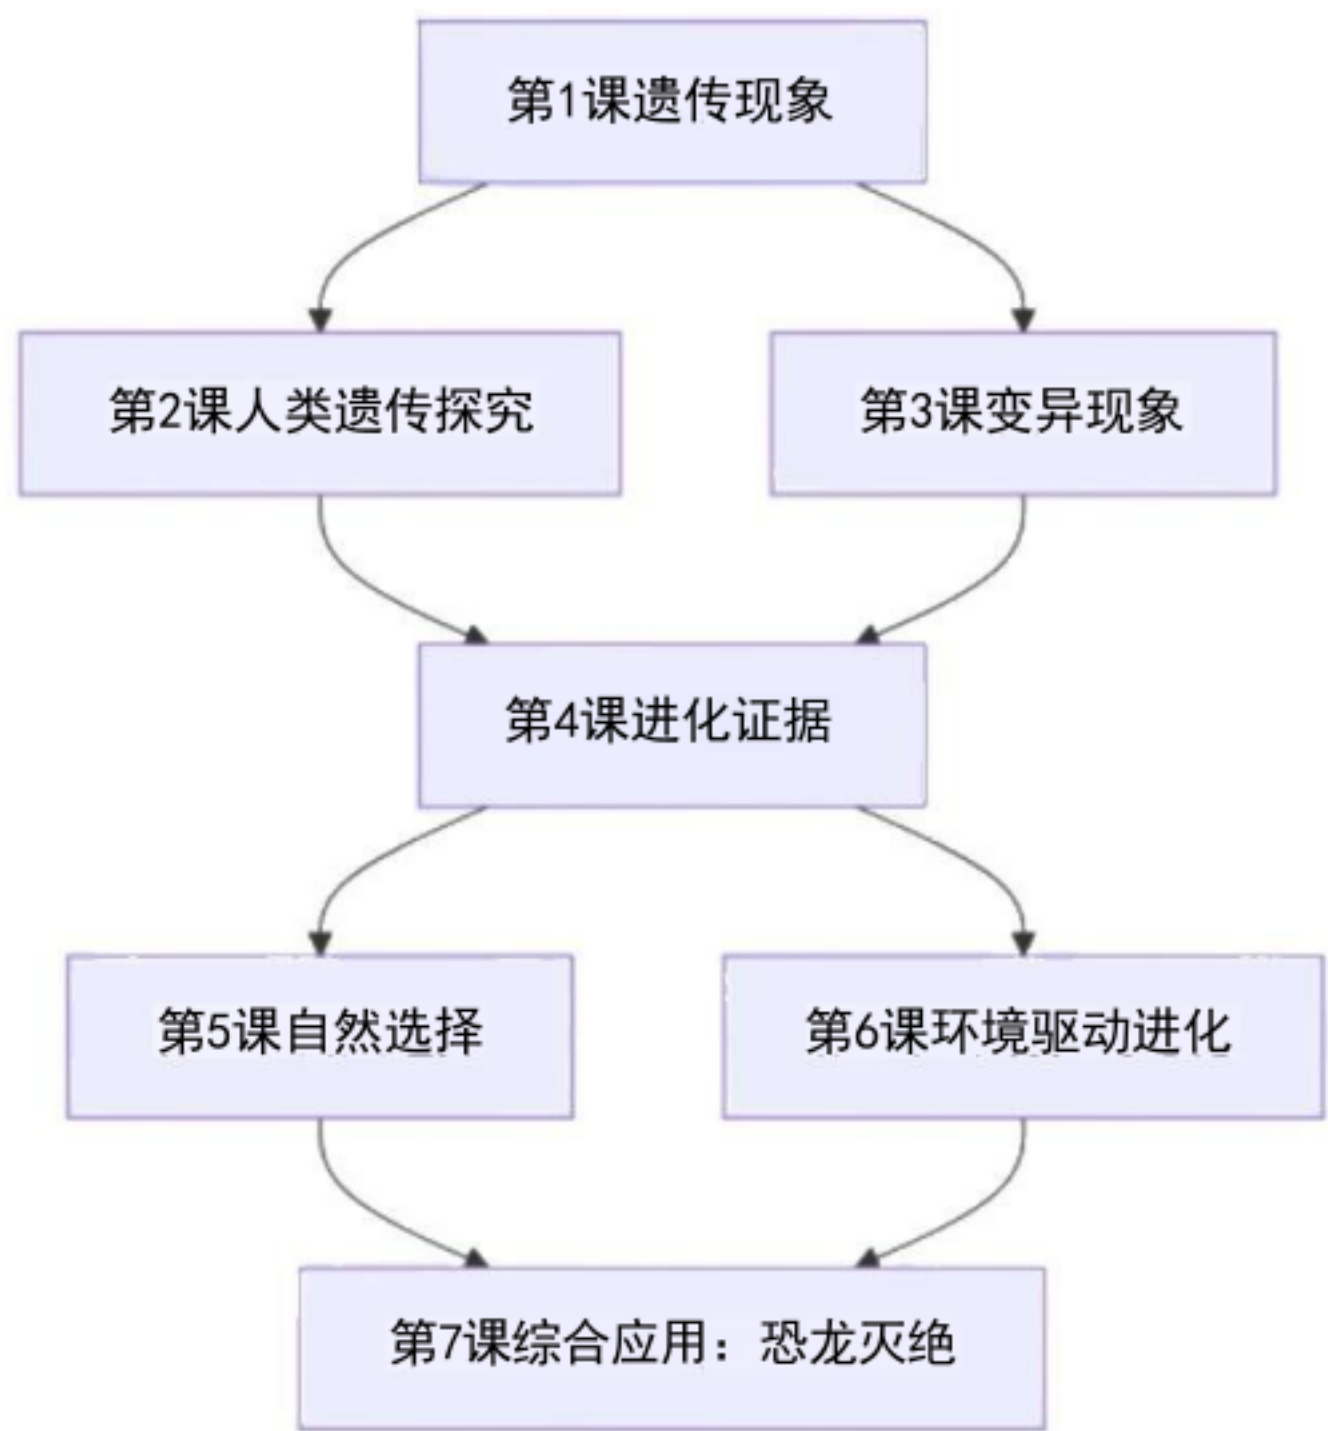 第1课遗传现象
第2课人类遗传探究
第3课变异现象
第4课进化证据
第5课自然选择
第6课环境驱动进化
第7课综合应用：恐龙灭绝